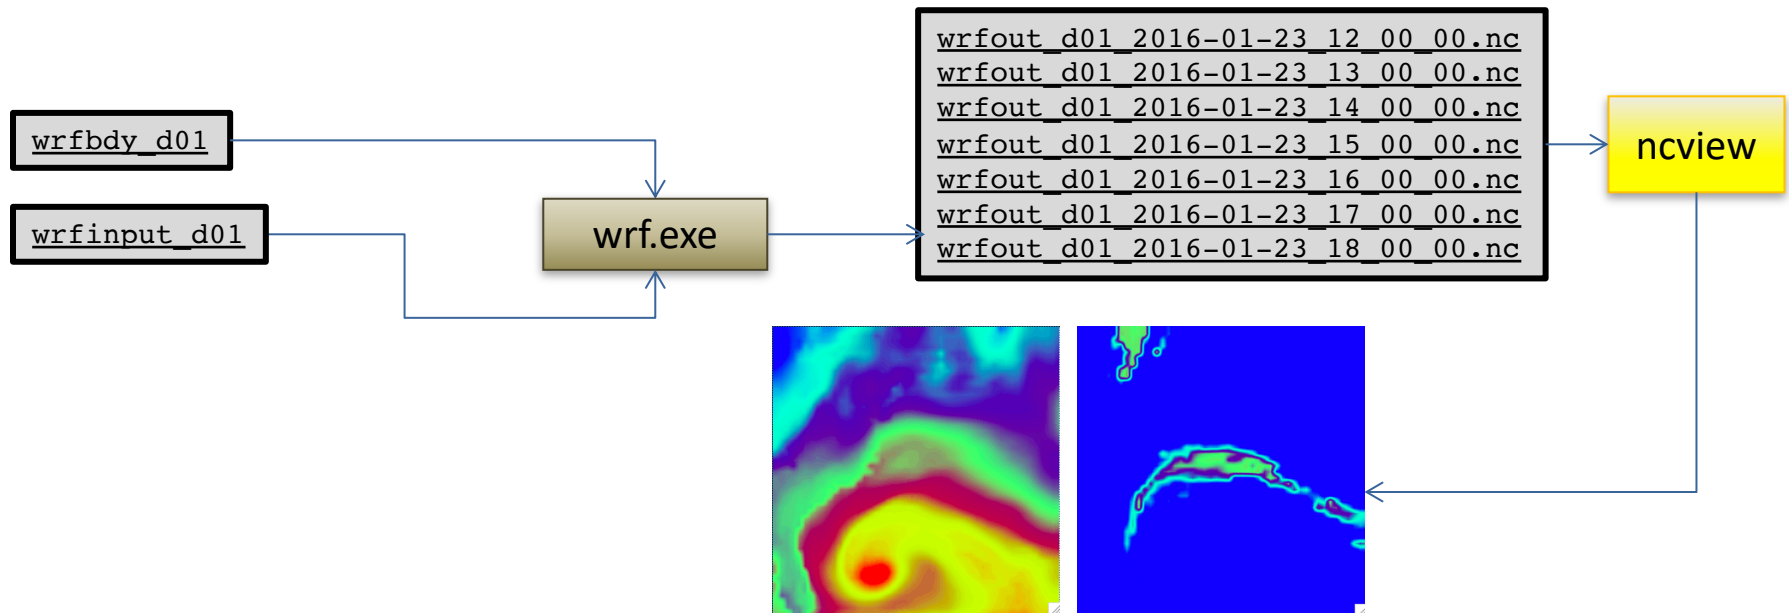 wrfbdy_d01
wrfinput_d01
wrf.exe
wrfout_d01_2016-01-23_12_00_00.nc
wrfout_d01_2016-01-23_13_00_00.nc
wrfout_d01_2016-01-23_14_00_00.nc
wrfout_d01_2016-01-23_15_00_00.nc
wrfout_d01_2016-01-23_16_00_00.nc
wrfout_d01_2016-01-23_17_00_00.nc
wrfout_d01_2016-01-23_18_00_00.nc
ncview